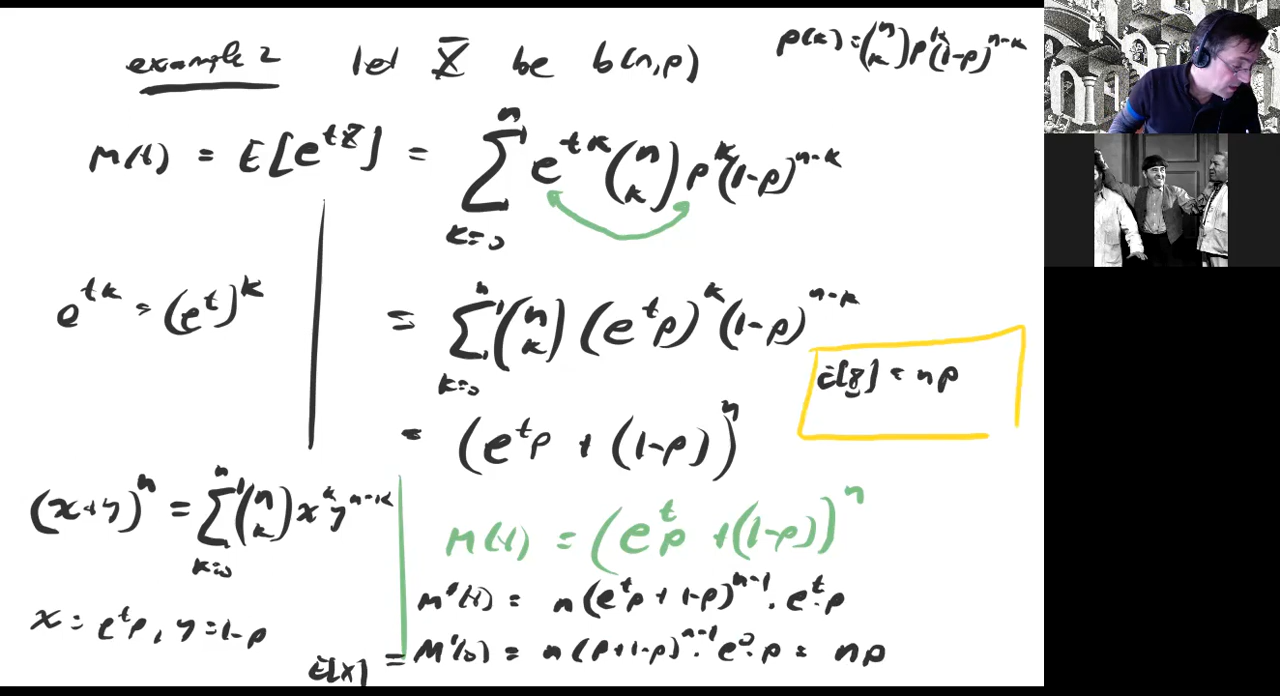 example 2 let X be b(n,p) p(k) = (n k) p^k (1-p)^{n-k}
M(t) = E[e^{tX}] = Σ_{k=0}^{n} e^{tk} (n k) p^k (1-p)^{n-k}
e^{tk} = (e^t)^k
= Σ_{k=0}^{n} (n k) (e^t p)^k (1-p)^{n-k}
E[X] = np
= (e^t p + (1-p))^n
(x+y)^n = Σ_{k=0}^{n} (n k) x^k y^{n-k}
x = e^t p, y = 1-p
M(t) = (e^t p + (1-p))^n
M'(t) = n(e^t p + 1-p)^{n-1} · e^t · p
E[X] = M'(0) = n(p+1-p)^{n-1} · e^0 · p = np